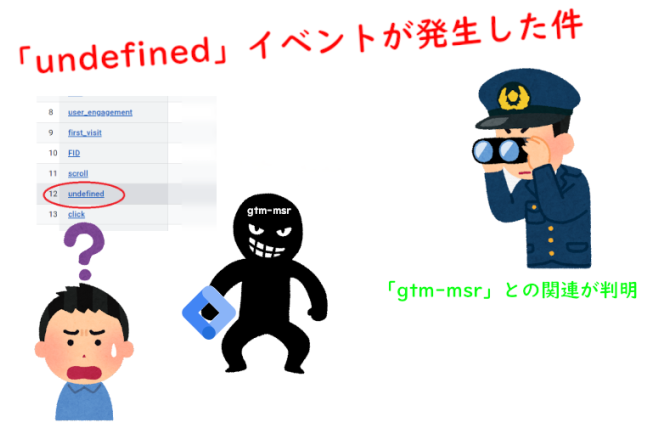 「undefined」イベントが発生した件
8 user_engagement
9 first_visit
10 FID
11 scroll
12 undefined
13 click
gtm-msr
?
「gtm-msr」との関連が判明